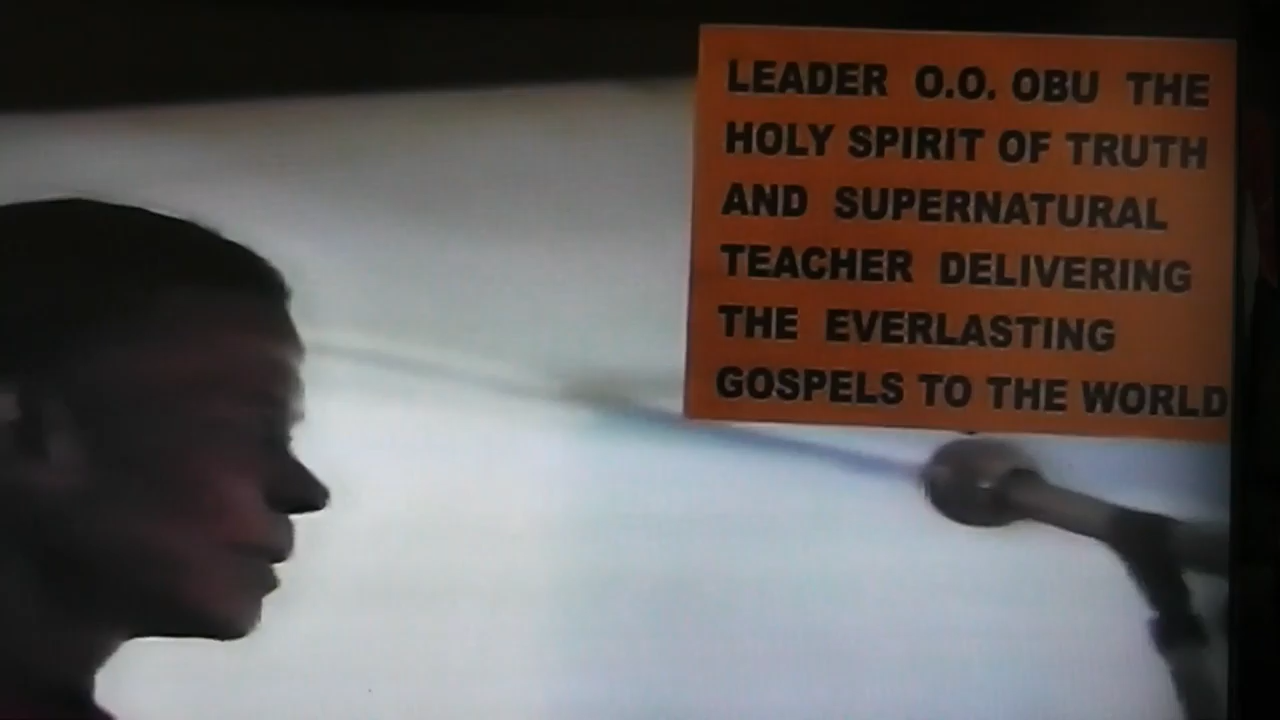 LEADER O.O. OBU THE
HOLY SPIRIT OF TRUTH
AND SUPERNATURAL
TEACHER DELIVERING
THE EVERLASTING
GOSPELS TO THE WORLD